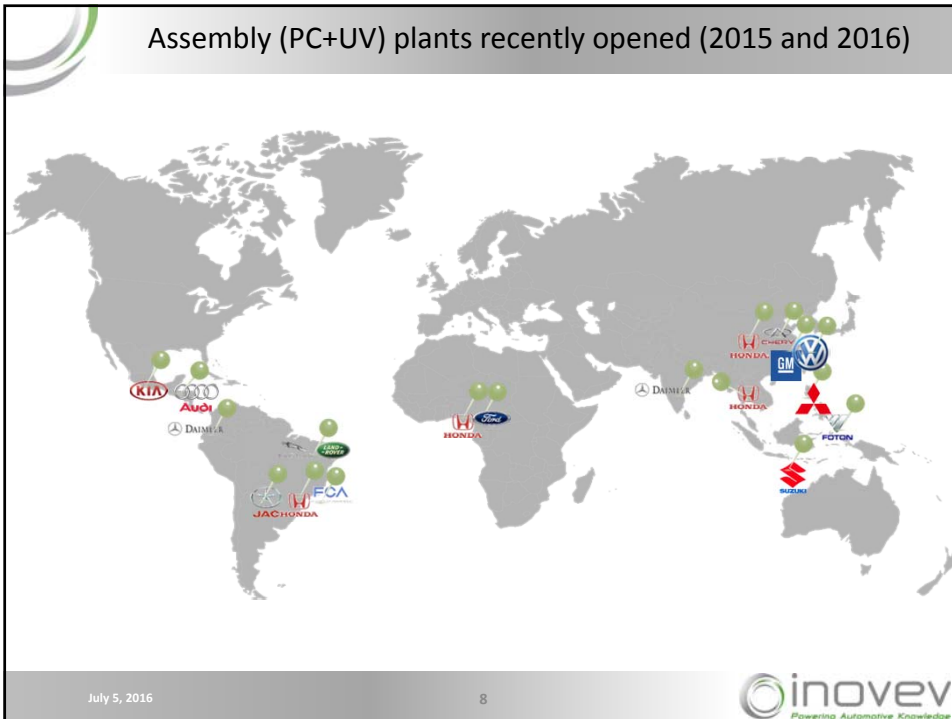 Assembly (PC+UV) plants recently opened (2015 and 2016)
KIA
Audi
DAIMLER
LAND-
ROVER
JAC
HONDA
FCA
HONDA
Ford
DAIMLER
HONDA
CHERY
GM
VW
HONDA
FOTON
SUZUKI
July 5, 2016
8
inovev
Powering Automotive Knowledge